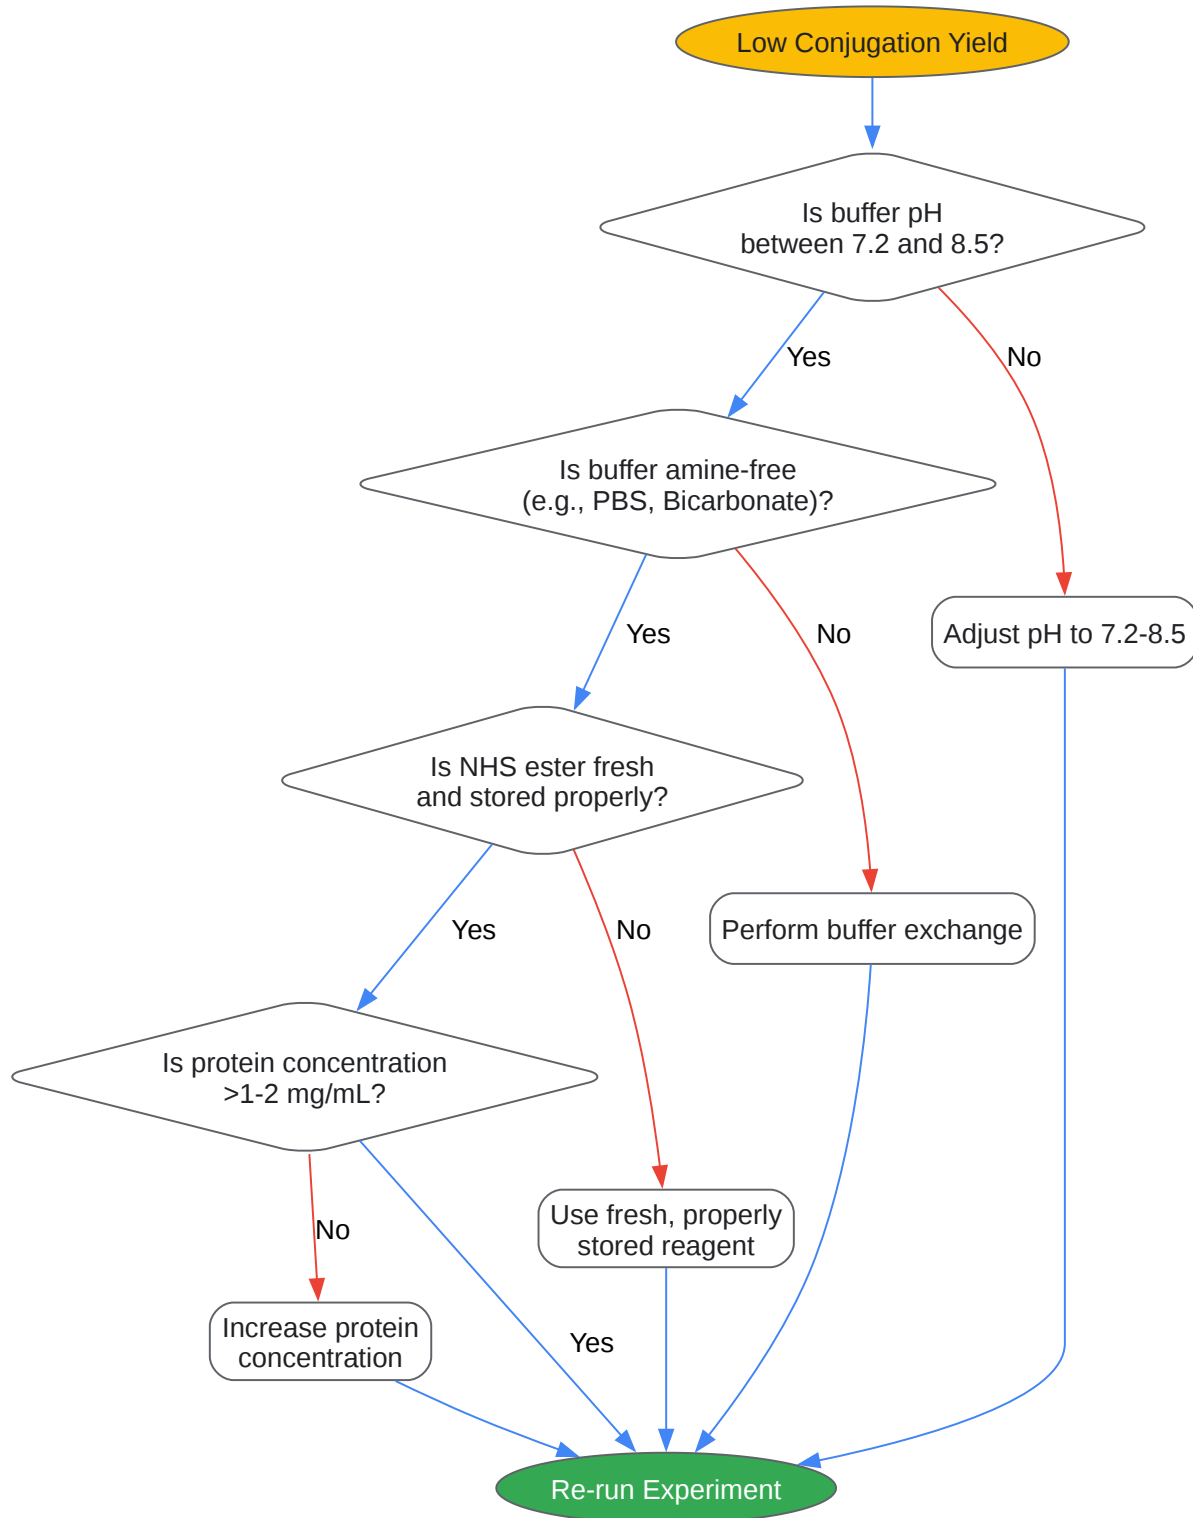 Low Conjugation Yield
Is buffer pH
between 7.2 and 8.5?
Yes
No
Is buffer amine-free
(e.g., PBS, Bicarbonate)?
Yes
No
Adjust pH to 7.2-8.5
Is NHS ester fresh
and stored properly?
Yes
No
Perform buffer exchange
Is protein concentration
>1-2 mg/mL?
No
Yes
Use fresh, properly
stored reagent
Increase protein
concentration
Re-run Experiment